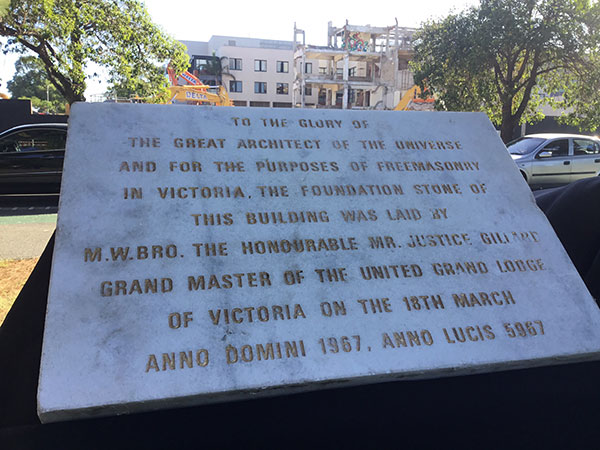 TO THE GLORY OF
THE GREAT ARCHITECT OF THE UNIVERSE
AND FOR THE PURPOSES OF FREEMASONRY
IN VICTORIA, THE FOUNDATION STONE OF
THIS BUILDING WAS LAID BY
M.W.BRO. THE HONOURABLE MR. JUSTICE
GRAND MASTER OF THE UNITED GRAND LODGE
OF VICTORIA ON THE 18TH MARCH
ANNO DOMINI 1967, ANNO LUCIS 5967